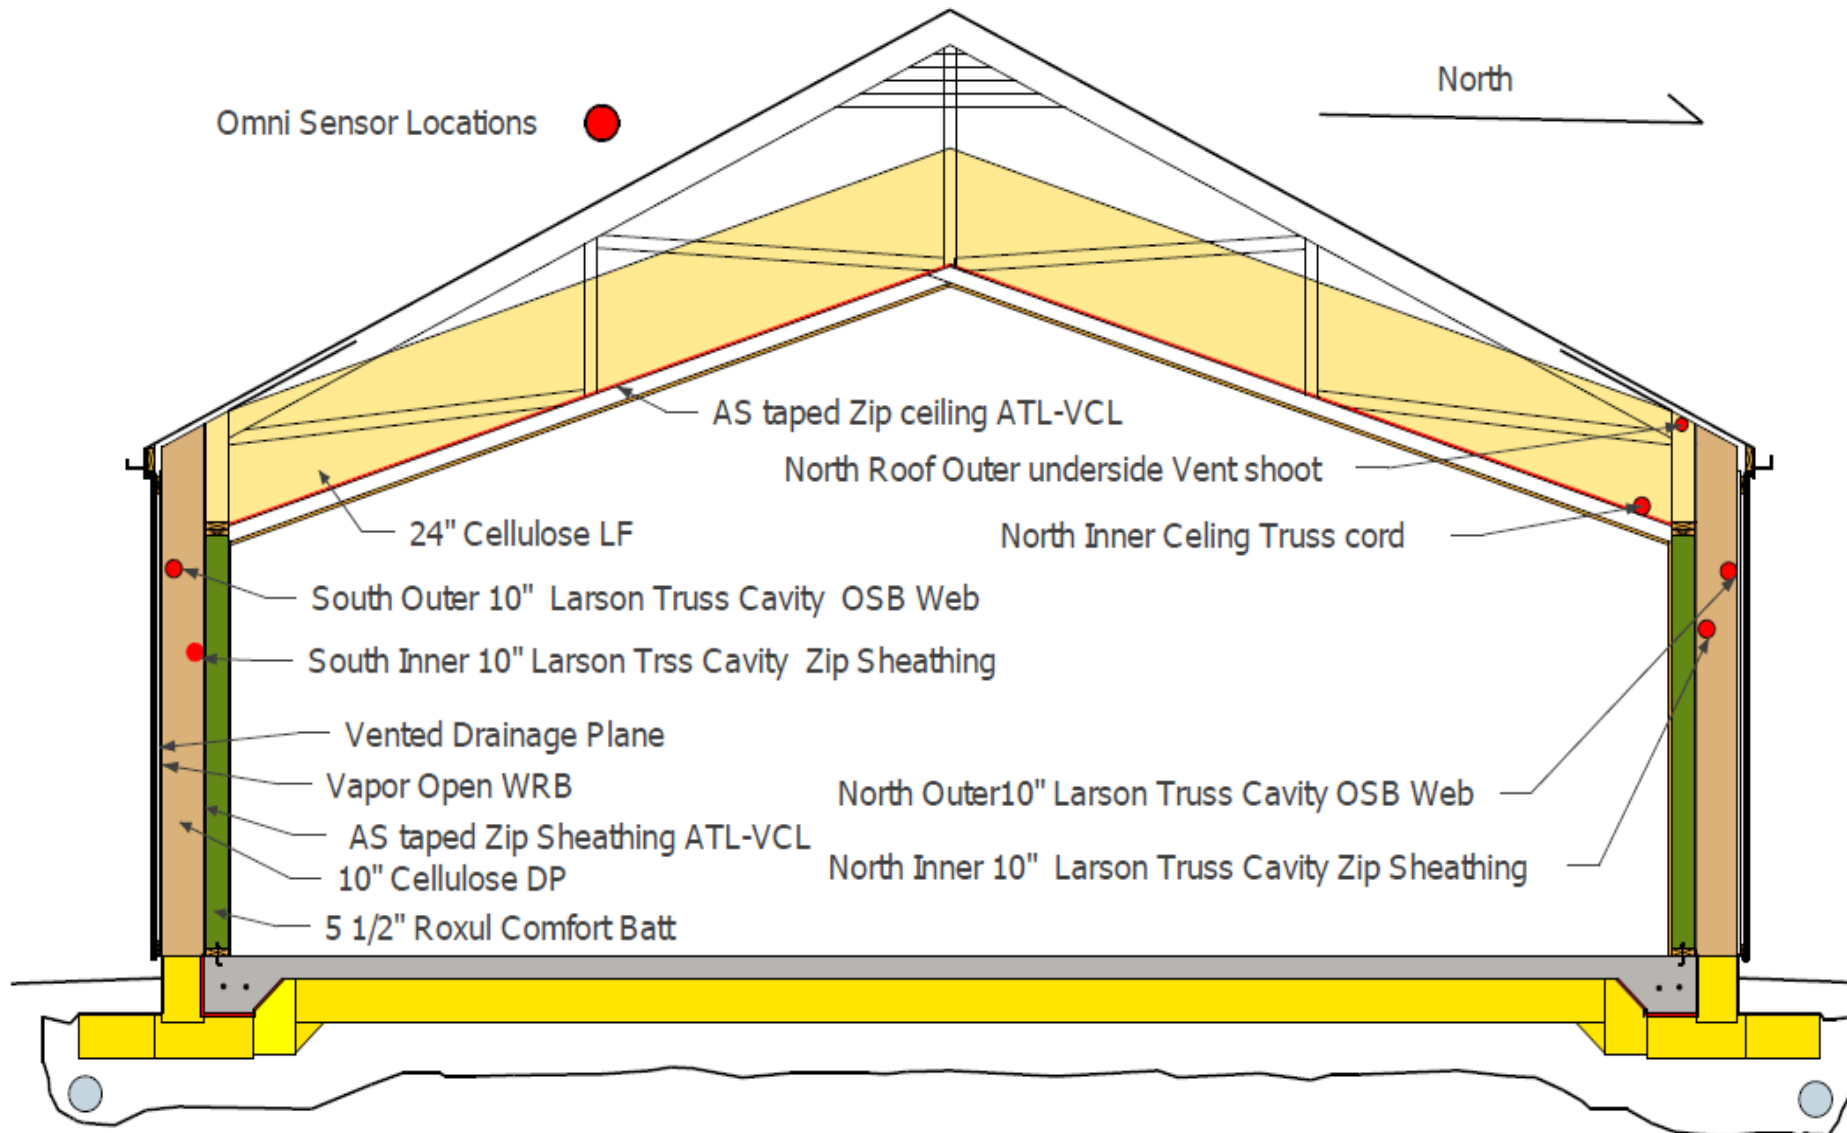 North
Omni Sensor Locations
AS taped Zip ceiling ATL-VCL
North Roof Outer underside Vent shoot
24" Cellulose LF
North Inner Celing Truss cord
South Outer 10" Larson Truss Cavity OSB Web
South Inner 10" Larson Trss Cavity Zip Sheathing
Vented Drainage Plane
Vapor Open WRB
North Outer10" Larson Truss Cavity OSB Web
AS taped Zip Sheathing ATL-VCL
10" Cellulose DP
North Inner 10" Larson Truss Cavity Zip Sheathing
5 1/2" Roxul Comfort Batt